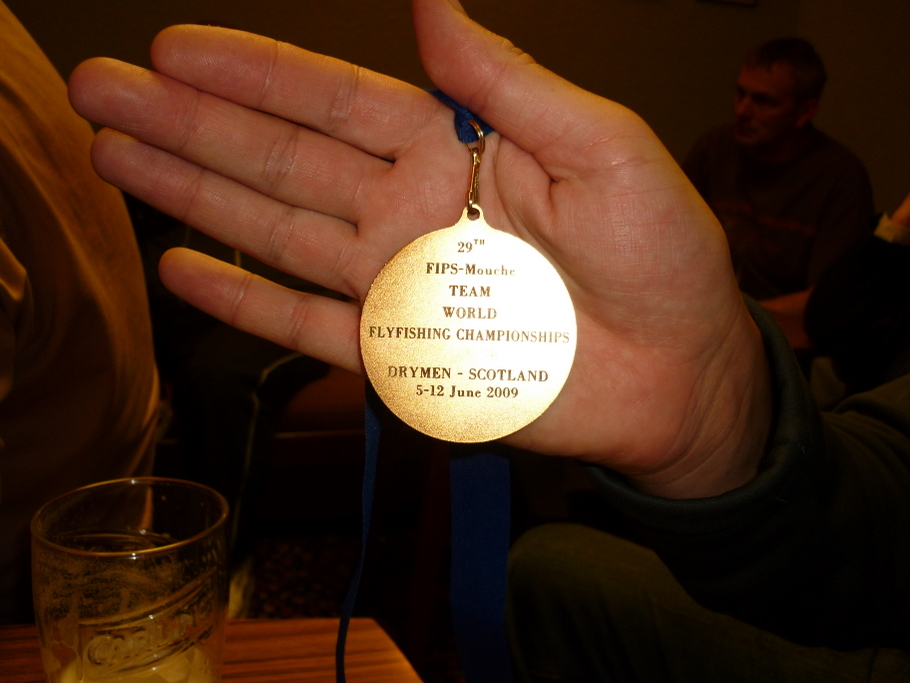 29TH
FIPS-Mouche
TEAM
WORLD
FLYFISHING CHAMPIONSHIPS
DRYMEN - SCOTLAND
5-12 June 2009